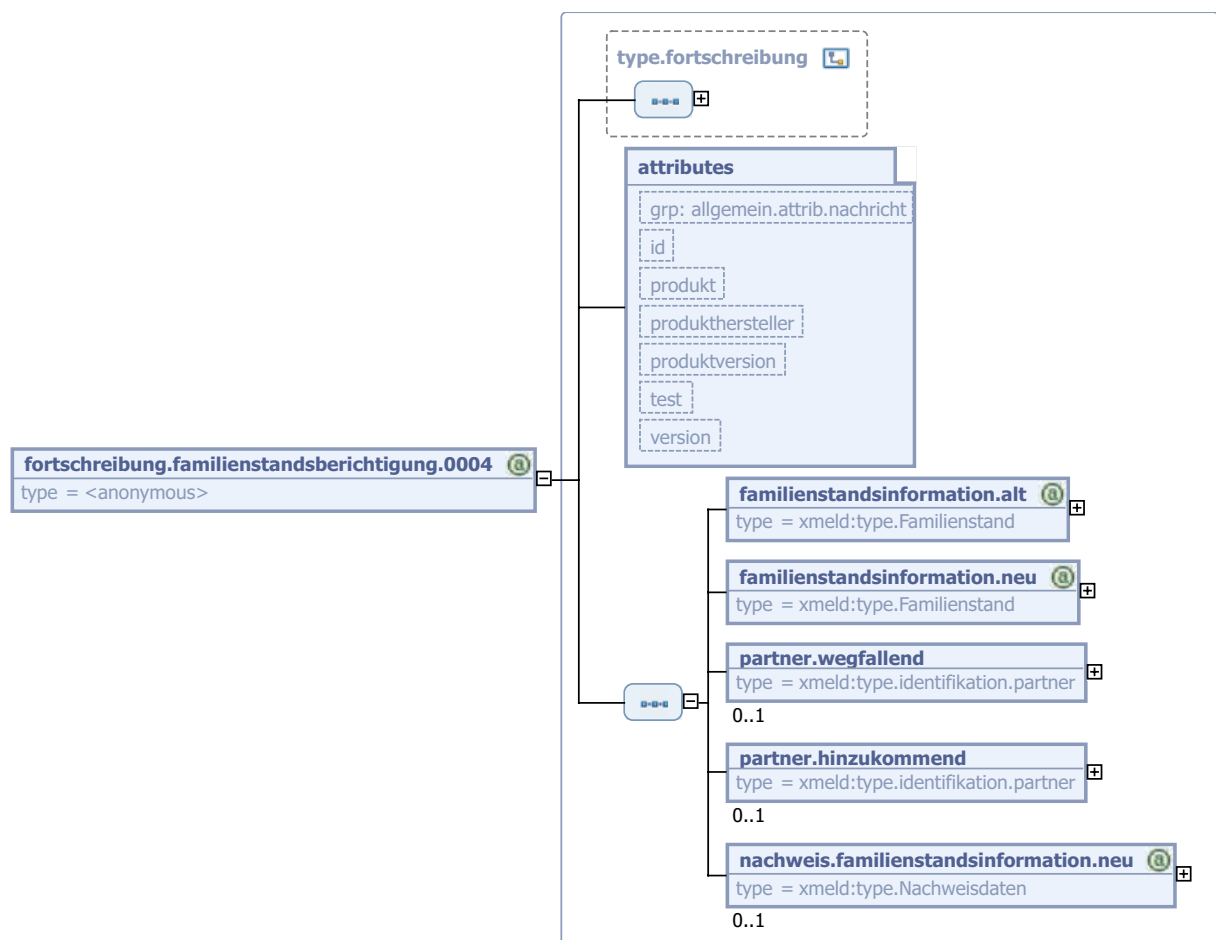 type.fortschreibung
attributes
grp: allgemein.attrib.nachricht
id
produkt
produkthersteller
produktversion
test
version
fortschreibung.familienstandsberichtigung.0004
type = <anonymous>
familienstandsinformation.alt
type = xmeld:type.Familienstand
familienstandsinformation.neu
type = xmeld:type.Familienstand
partner.wegfallend
type = xmeld:type.identifikation.partner
0..1
partner.hinzukommend
type = xmeld:type.identifikation.partner
0..1
nachweis.familienstandsinformation.neu
type = xmeld:type.Nachweisdaten
0..1